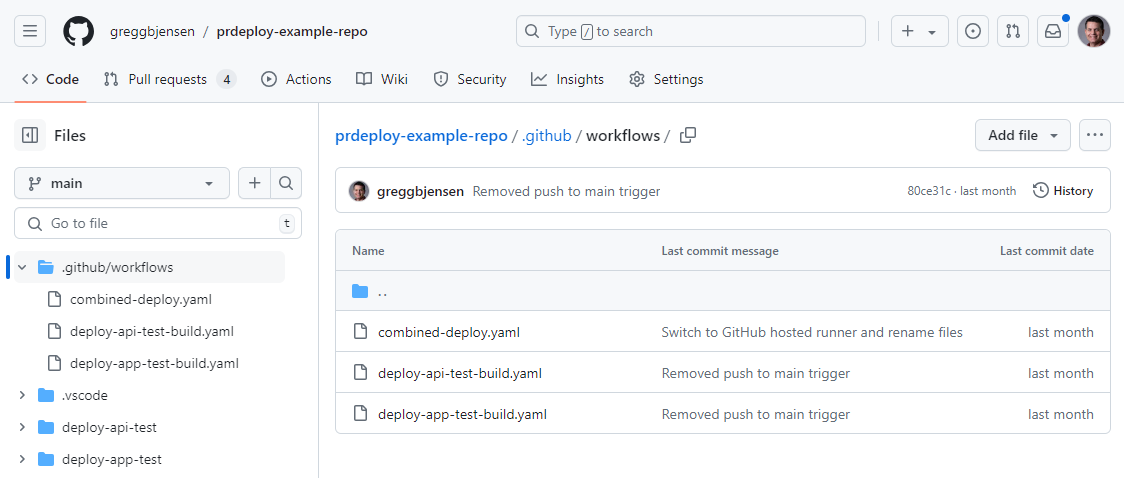 greggbjensen / prdeploy-example-repo
Type / to search
Code
Pull requests 4
Actions
Wiki
Security
Insights
Settings
Files
main
Go to file t
.github/workflows
combined-deploy.yaml
deploy-api-test-build.yaml
deploy-app-test-build.yaml
.vscode
deploy-api-test
deploy-app-test
prdeploy-example-repo / .github / workflows /
Add file
greggbjensen Removed push to main trigger 80ce31c · last month History
Name Last commit message Last commit date
..
combined-deploy.yaml Switch to GitHub hosted runner and rename files last month
deploy-api-test-build.yaml Removed push to main trigger last month
deploy-app-test-build.yaml Removed push to main trigger last month